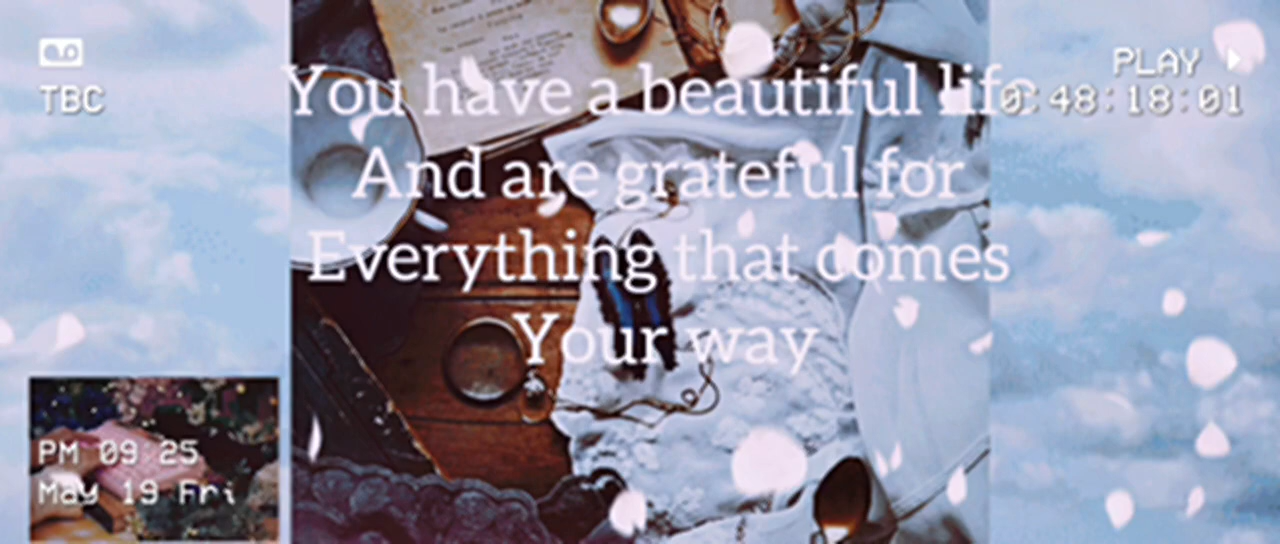 TBC
PLAY
0:48:18:01
You have a beautiful life
And are grateful for
Everything that comes
Your way
PM 09 25
May 19 Fri